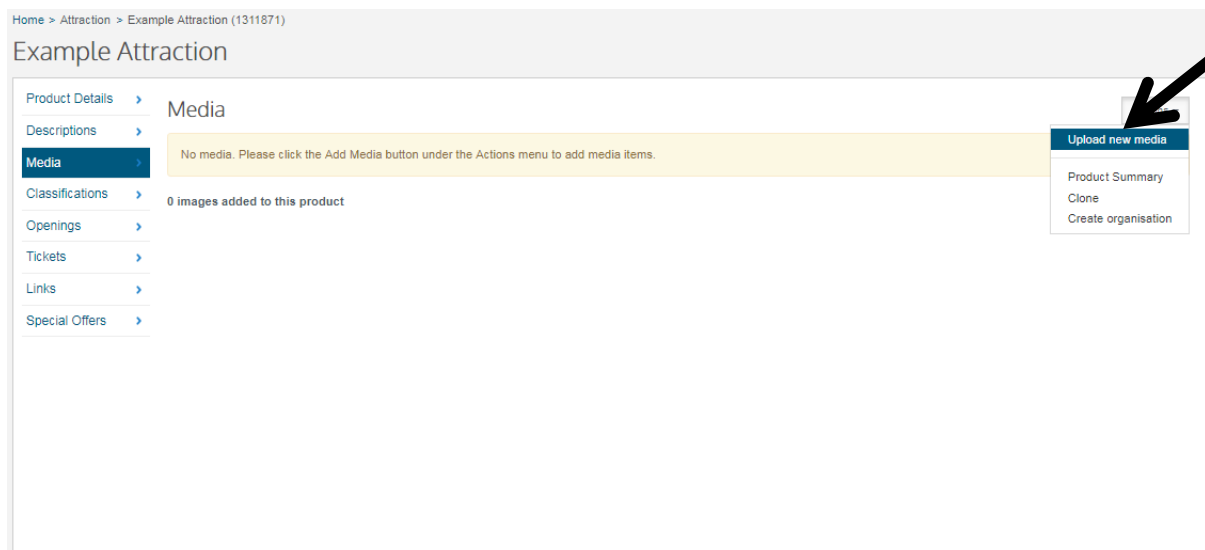 Home > Attraction > Example Attraction (1311871)
Example Attraction
Product Details
Descriptions
Media
Classifications
Openings
Tickets
Links
Special Offers
Media
No media. Please click the Add Media button under the Actions menu to add media items.
0 images added to this product
Upload new media
Product Summary
Clone
Create organisation